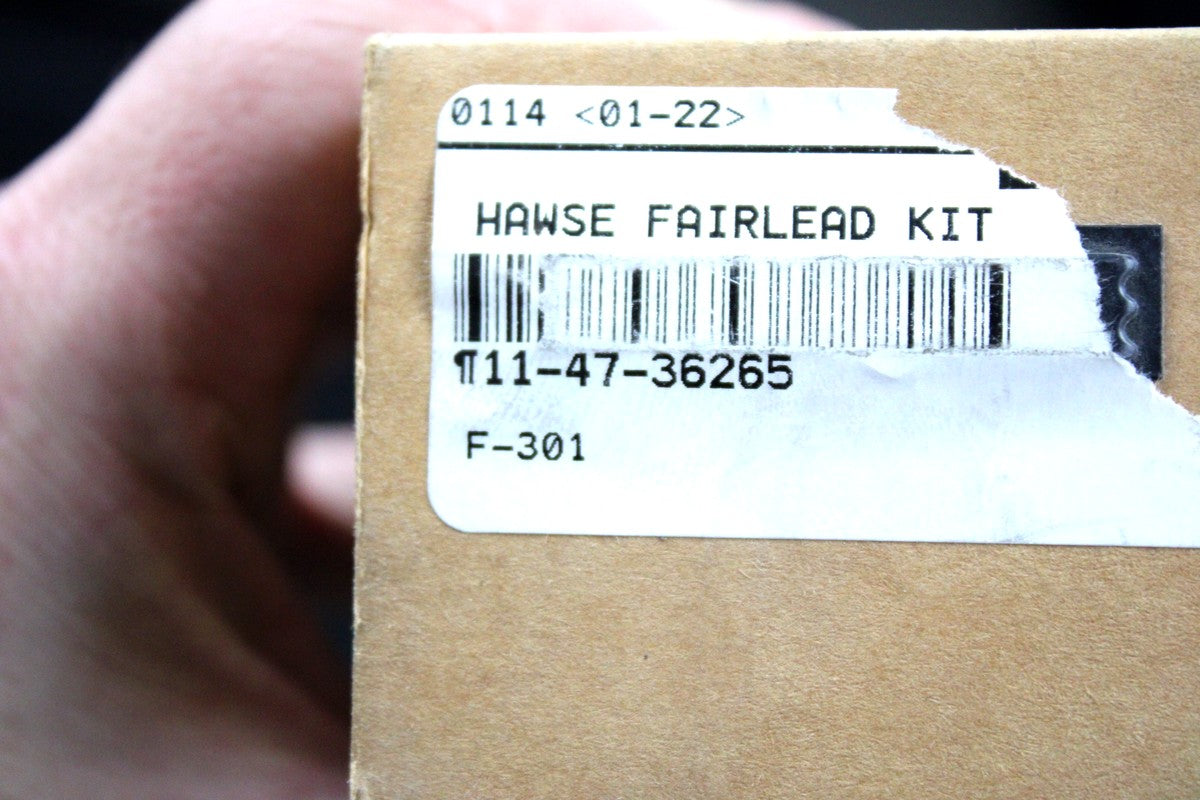 0114 <01-22>
HAWSE FAIRLEAD KIT
¶11-47-36265
F-301